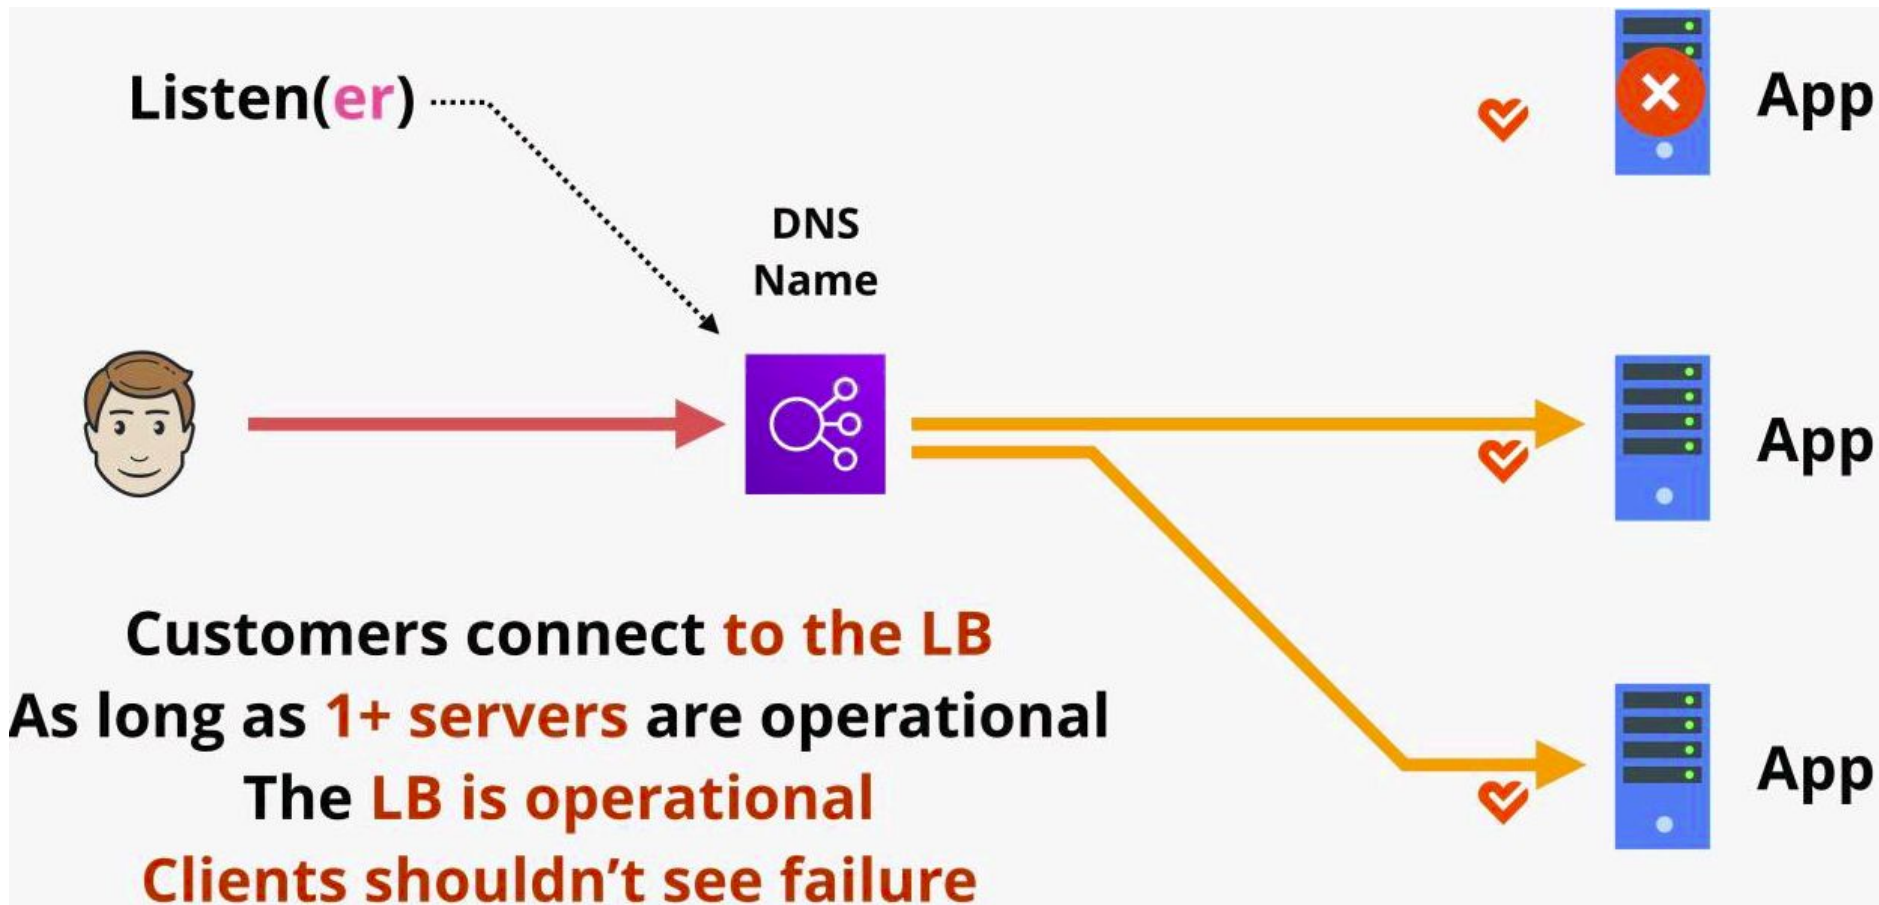 Listen(er)
App
DNS
Name
App
Customers connect to the LB
As long as 1+ servers are operational
The LB is operational
Clients shouldn't see failure
App